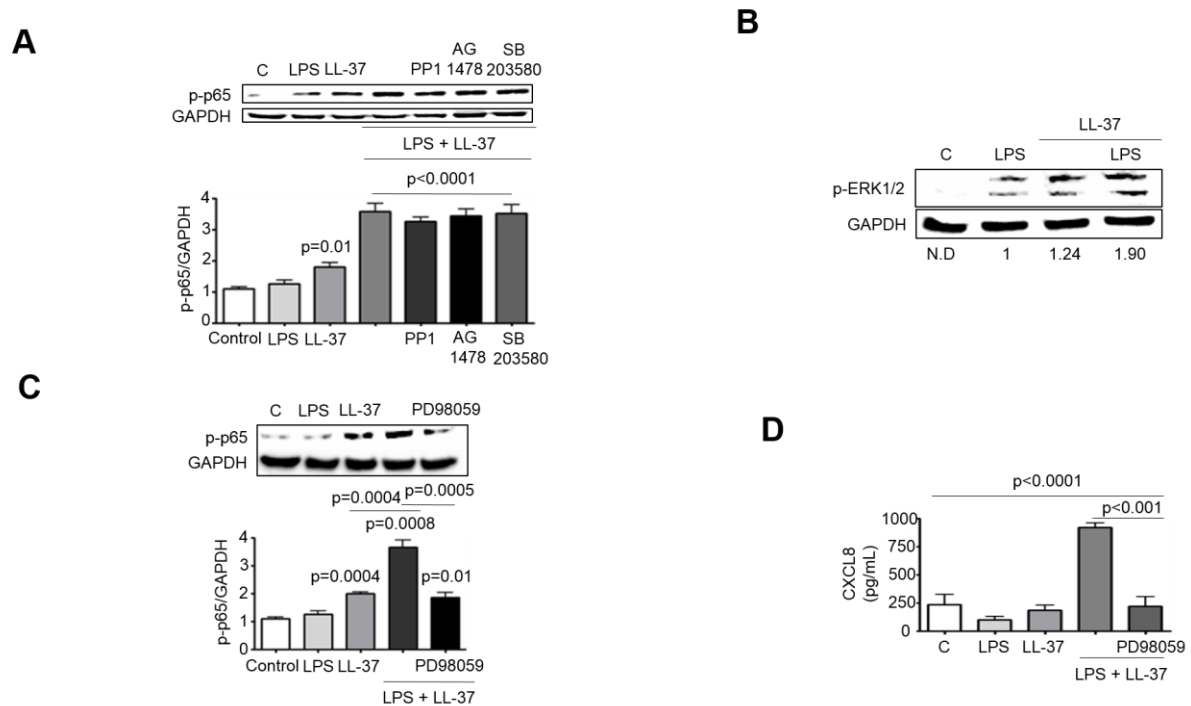 A
AG SB
C LPS LL-37 PP1 1478 203580
p-p65
GAPDH
LPS + LL-37
p<0.0001
p=0.01
p-p65/GAPDH
4
3
2
1
0
Control LPS LL-37 PP1 AG SB
1478 203580
B
LL-37
C LPS LPS
p-ERK1/2
GAPDH
N.D 1 1.24 1.90
C
C LPS LL-37 PD98059
p-p65
GAPDH
p=0.0005
p=0.0004
p=0.0008
p=0.0004 p=0.01
p-p65/GAPDH
4
3
2
1
0
Control LPS LL-37 PD98059
LPS + LL-37
D
p<0.0001
p<0.001
CXCL8
(pg/mL)
1000
750
500
250
0
C LPS LL-37 PD98059
LPS + LL-37